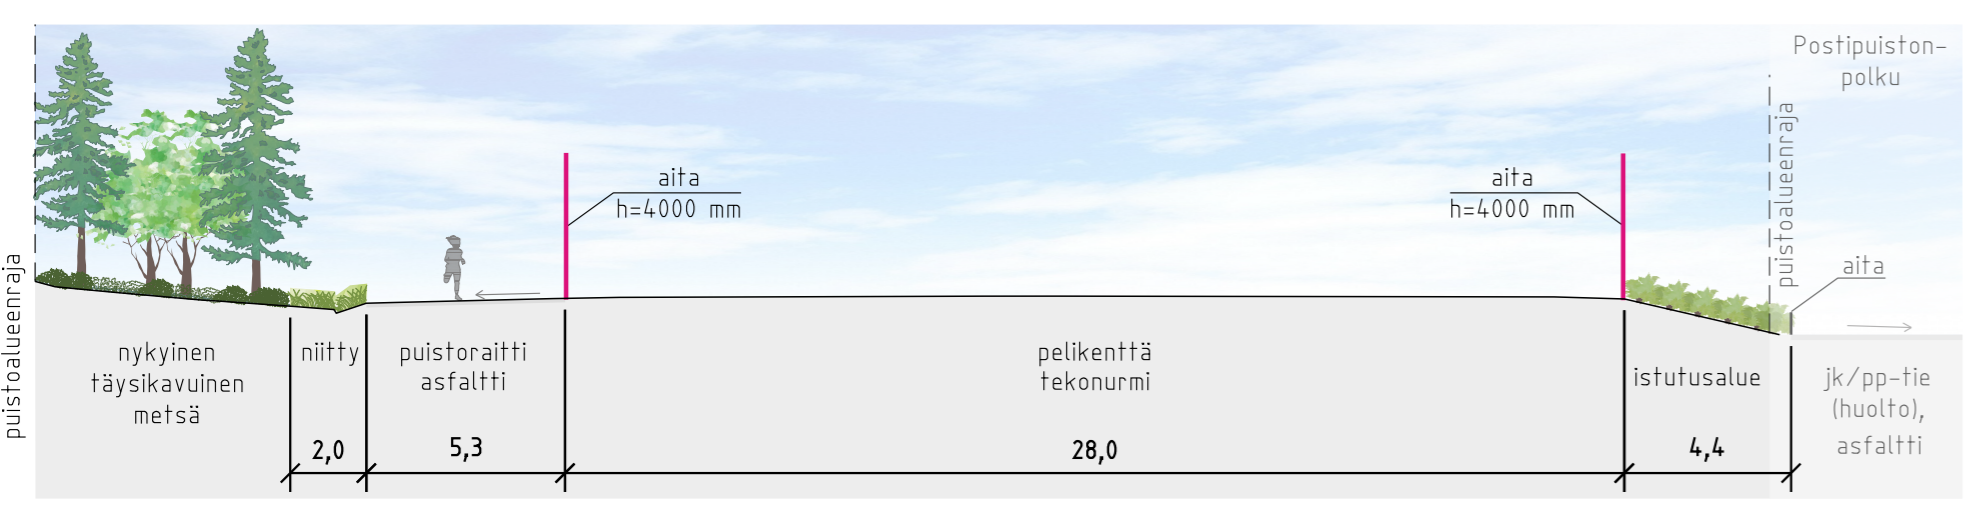 puistoalueenraja
nykyinen
täysikavuinen
metsä
niitty
2,0
puistoraitti
asfaltti
5,3
aita
h=4000 mm
pelikenttä
tekonurmi
28,0
aita
h=4000 mm
istutusalue
4,4
puistoalueenraja
Postipuiston-
polku
aita
jk/pp-tie
(huolto),
asfaltti